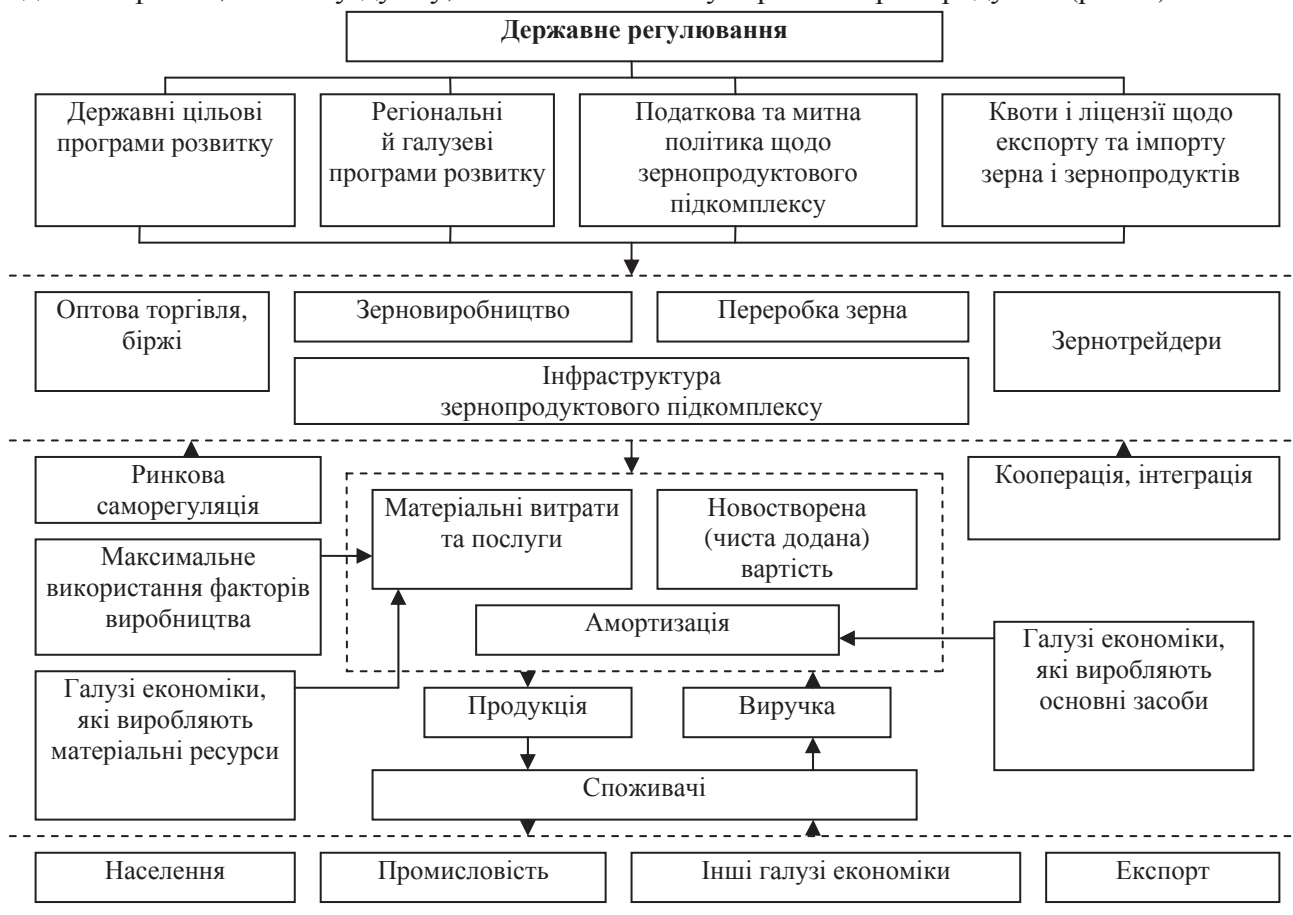 Державне регулювання
Державні цільові
програми розвитку
Регіональні
й галузеві
програми розвитку
Податкова та митна
політика щодо
зернопродуктового
підкомплексу
Квоти і ліцензії щодо
експорту та імпорту
зерна і зернопродуктів
Оптова торгівля,
біржі
Зерновиробництво
Переробка зерна
Зернотрейдери
Інфраструктура
зернопродуктового підкомплексу
Ринкова
саморегуляція
Кооперація, інтеграція
Матеріальні витрати
та послуги
Новостворена
(чиста додана)
вартість
Максимальне
використання факторів
виробництва
Амортизація
Галузі економіки,
які виробляють
основні засоби
Галузі економіки,
які виробляють
матеріальні ресурси
Продукція
Виручка
Споживачі
Населення
Промисловість
Інші галузі економіки
Експорт